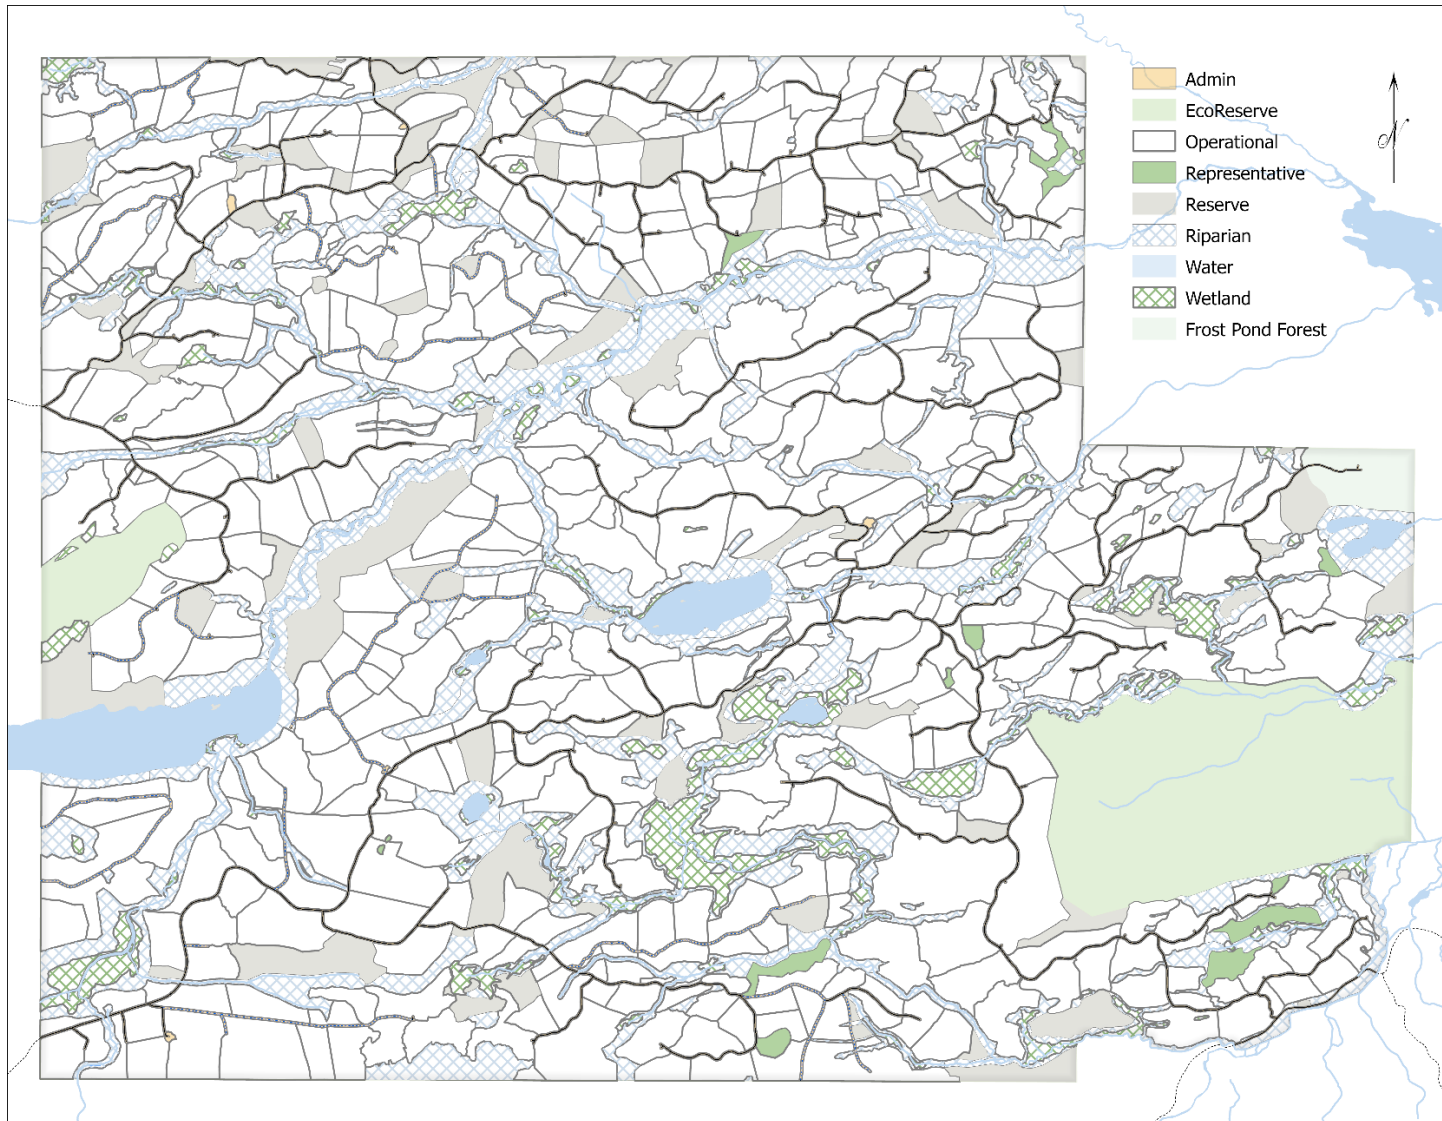 Admin
EcoReserve
Operational
Representative
Reserve
Riparian
Water
Wetland
Frost Pond Forest
N